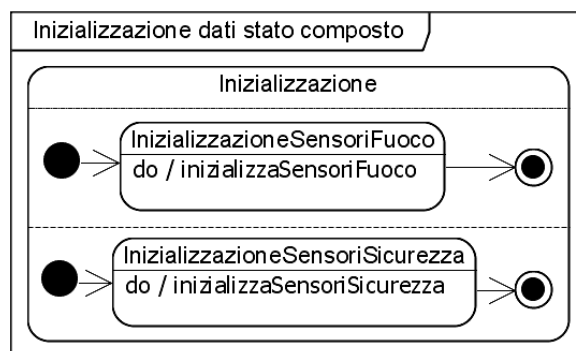 Inizializzazione dati stato composto
Inizializzazione
InizializzazioneSensoriFuoco
do / inizializzaSensoriFuoco
InizializzazioneSensoriSicurezza
do / inizializzaSensoriSicurezza